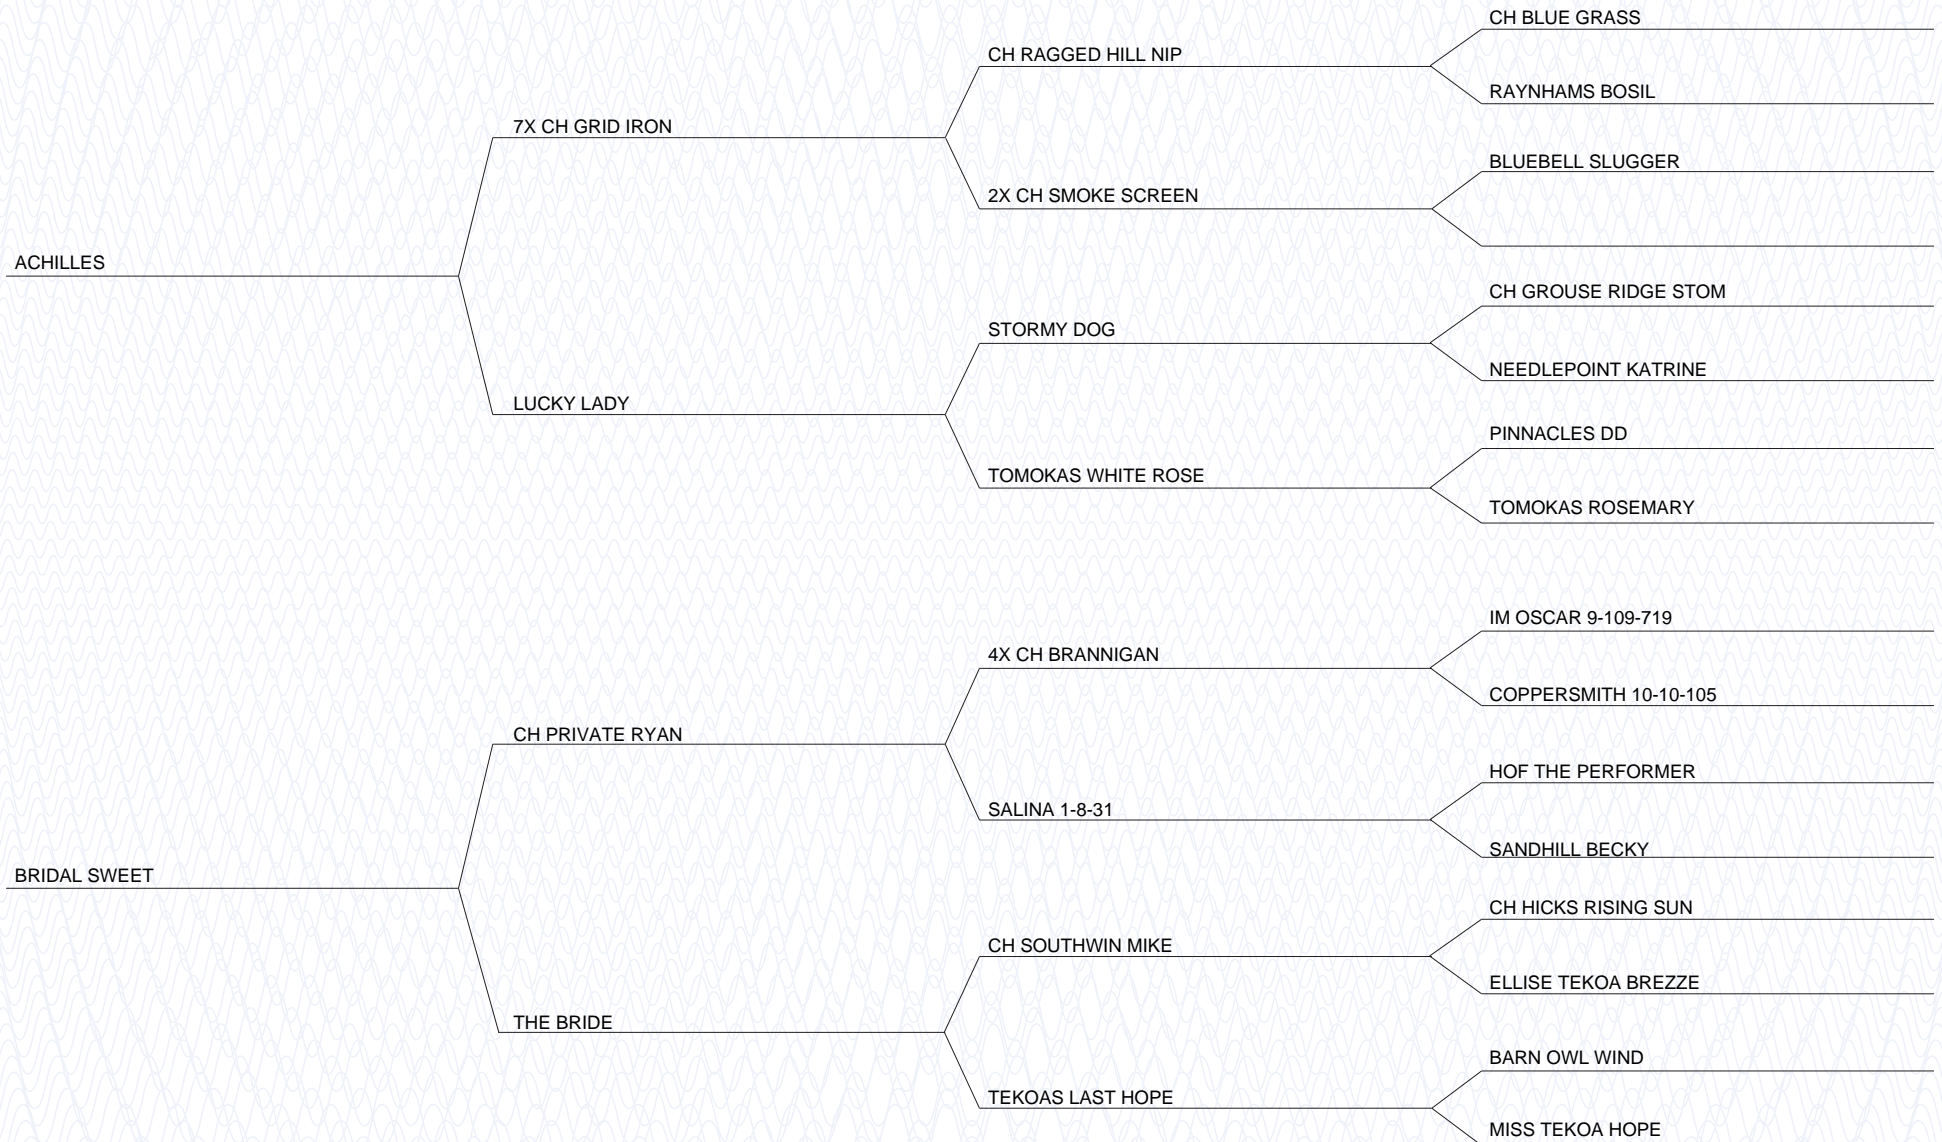 CH BLUE GRASS
CH RAGGED HILL NIP
RAYNHAMS BOSIL
7X CH GRID IRON
BLUEBELL SLUGGER
2X CH SMOKE SCREEN
ACHILLES
CH GROUSE RIDGE STOM
STORMY DOG
NEEDLEPOINT KATRINE
LUCKY LADY
PINNACLES DD
TOMOKAS WHITE ROSE
TOMOKAS ROSEMARY
IM OSCAR 9-109-719
4X CH BRANNIGAN
COPPERSMITH 10-10-105
CH PRIVATE RYAN
HOF THE PERFORMER
SALINA 1-8-31
SANDHILL BECKY
BRIDAL SWEET
CH HICKS RISING SUN
CH SOUTHWIN MIKE
ELLISE TEKOA BREZZE
THE BRIDE
BARN OWL WIND
TEKOAS LAST HOPE
MISS TEKOA HOPE